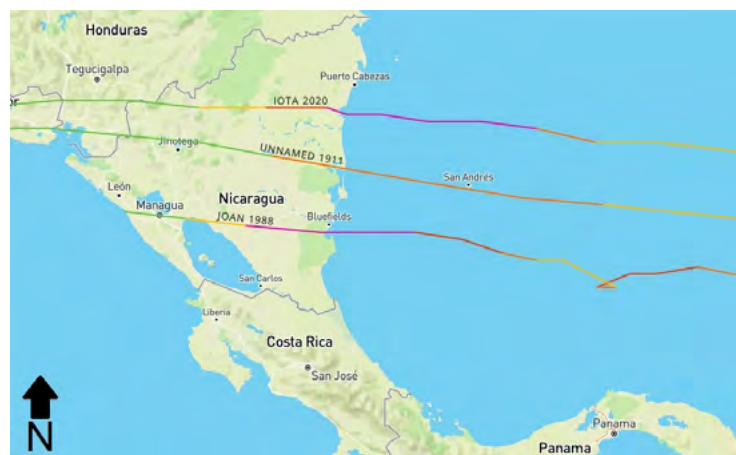 Honduras
Tegucigalpa
Puerto Cabezas
or
IOTA 2020
Jinotega
UNNAMED 1911
San Andrés
León
Nicaragua
Managua
JOAN 1988
Bluefields
San Carlos
Liberia
Costa Rica
San José
N
Panama
Panama